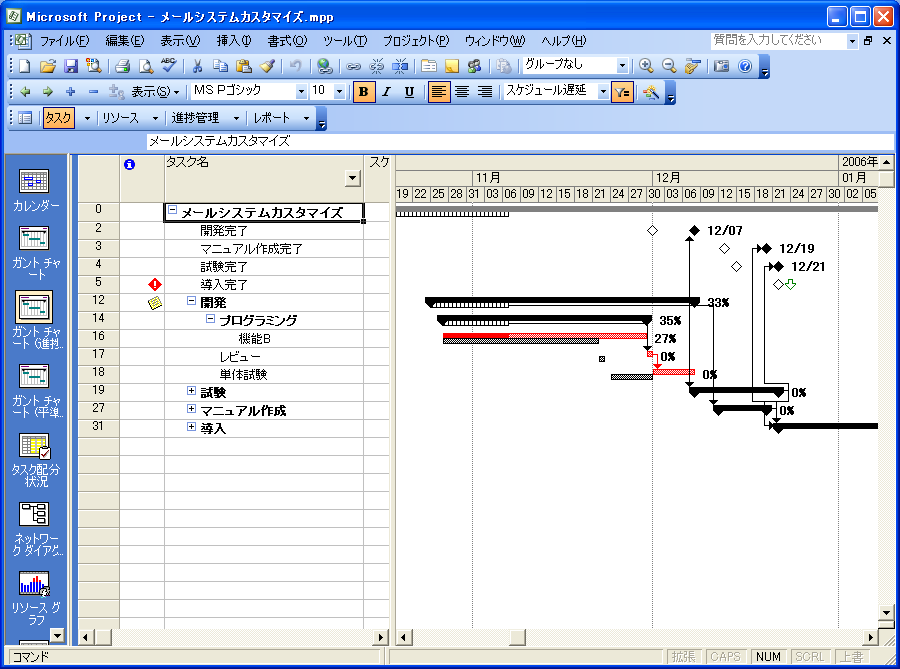 Microsoft Project - メールシステムカスタマイズ.mpp
ファイル(F) 編集(E) 表示(V) 挿入(I) 書式(O) ツール(T) プロジェクト(P) ウィンドウ(W) ヘルプ(H) 質問を入力してください
グループなし
表示(S) MS Pゴシック 10 B I U スケジュール遅延
タスク リソース 進捗管理 レポート
メールシステムカスタマイズ
タスク名 スケ
2006年
11月 12月 01月
19 22 25 28 31 03 06 09 12 15 18 21 24 27 30 03 06 09 12 15 18 21 24 27 30 02 05
0 メールシステムカスタマイズ
2 開発完了 12/07
3 マニュアル作成完了 12/19
4 試験完了 12/21
5 導入完了
12 開発 33%
14 プログラミング 35%
16 機能B 27%
17 レビュー 0%
18 単体試験 0%
19 試験 0%
27 マニュアル作成 0%
31 導入
カレンダー
ガント チャ
ート
ガント チャ
ート (進捗..
ガント チャ
ート (平準..
タスク配分
状況
ネットワー
ク ダイアグ..
リソース グ
ラフ
コマンド 拡張 CAPS NUM SCRL 上書